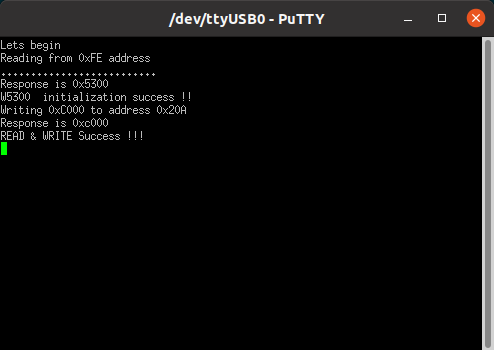 /dev/ttyUSB0 - PuTTY
Lets begin
Reading from 0xFE address
..........................
Response is 0x5300
W5300  initialization success !!
Writing 0xC000 to address 0x20A
Response is 0xc000
READ & WRITE Success !!!